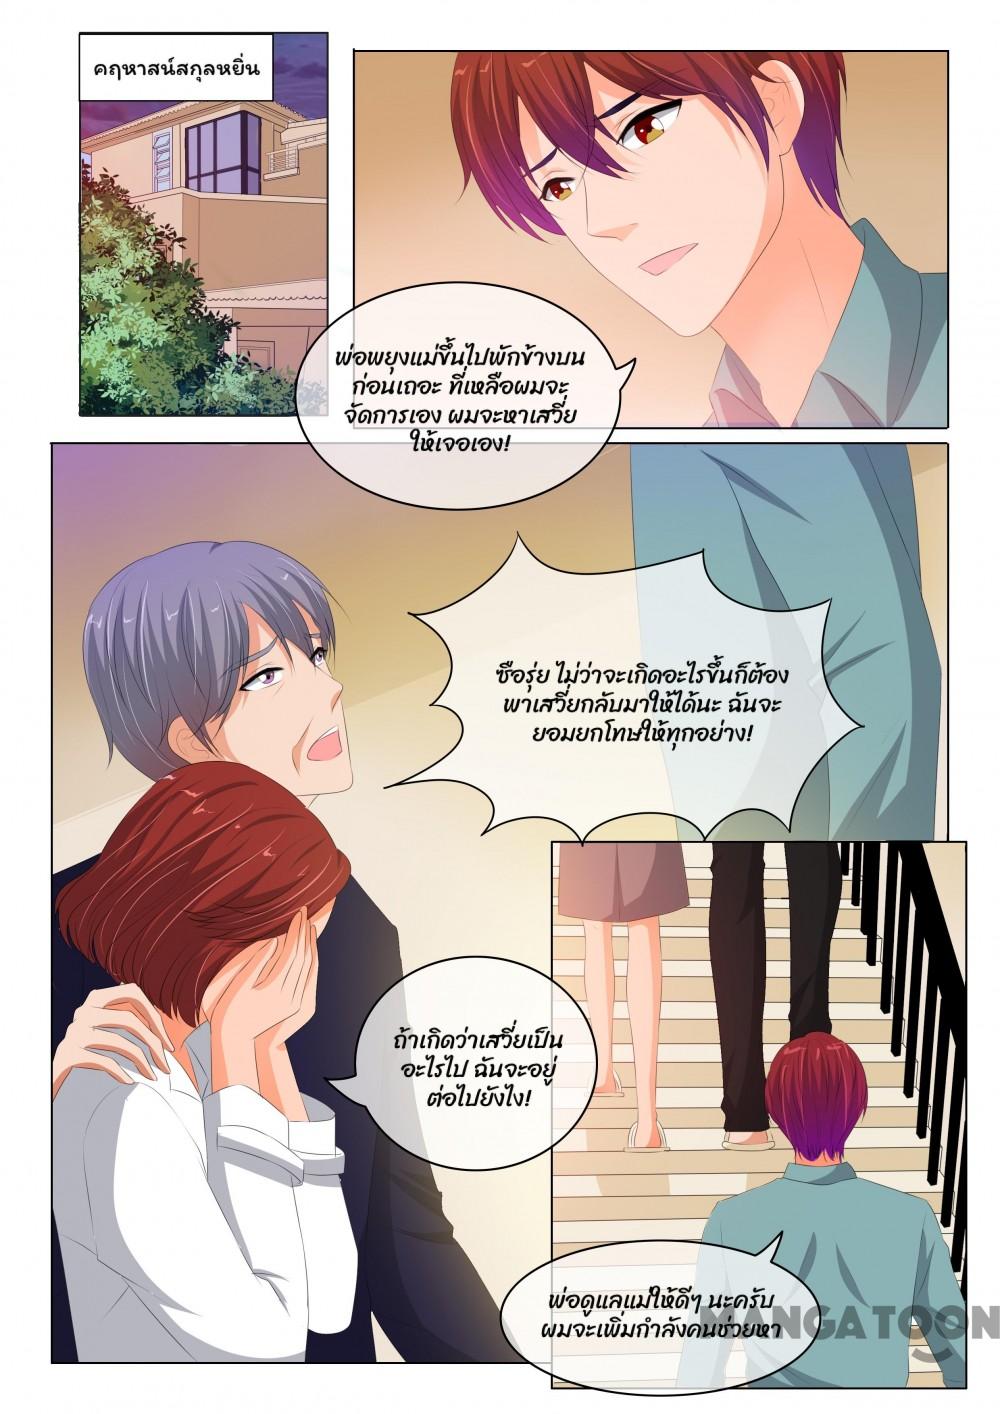 คฤหาสน์สกุลหยิ่น
พ่อพยุงแม่ขึ้นไปพักข้างบน
ก่อนเถอะ ที่เหลือผมจะ
จัดการเอง ผมจะหาเสวี่ย
ให้เจอเอง!
ซือรุ่ย ไม่ว่าจะเกิดอะไรขึ้นก็ต้อง
พาเสวี่ยกลับมาให้ได้นะ ฉันจะ
ยอมยกโทษให้ทุกอย่าง!
ถ้าเกิดว่าเสวี่ยเป็น
อะไรไป ฉันจะอยู่
ต่อไปยังไง!
พ่อดูแลแม่ให้ดีๆ นะครับ
ผมจะเพิ่มกำลังคนช่วยหา
MANGATOON